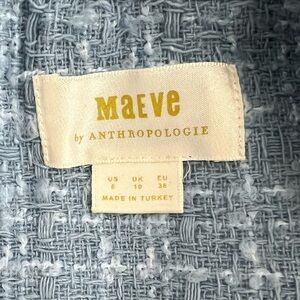 MAEVE
by ANTHROPOLOGIE
US UK EU
6 10 38
MADE IN TURKEY